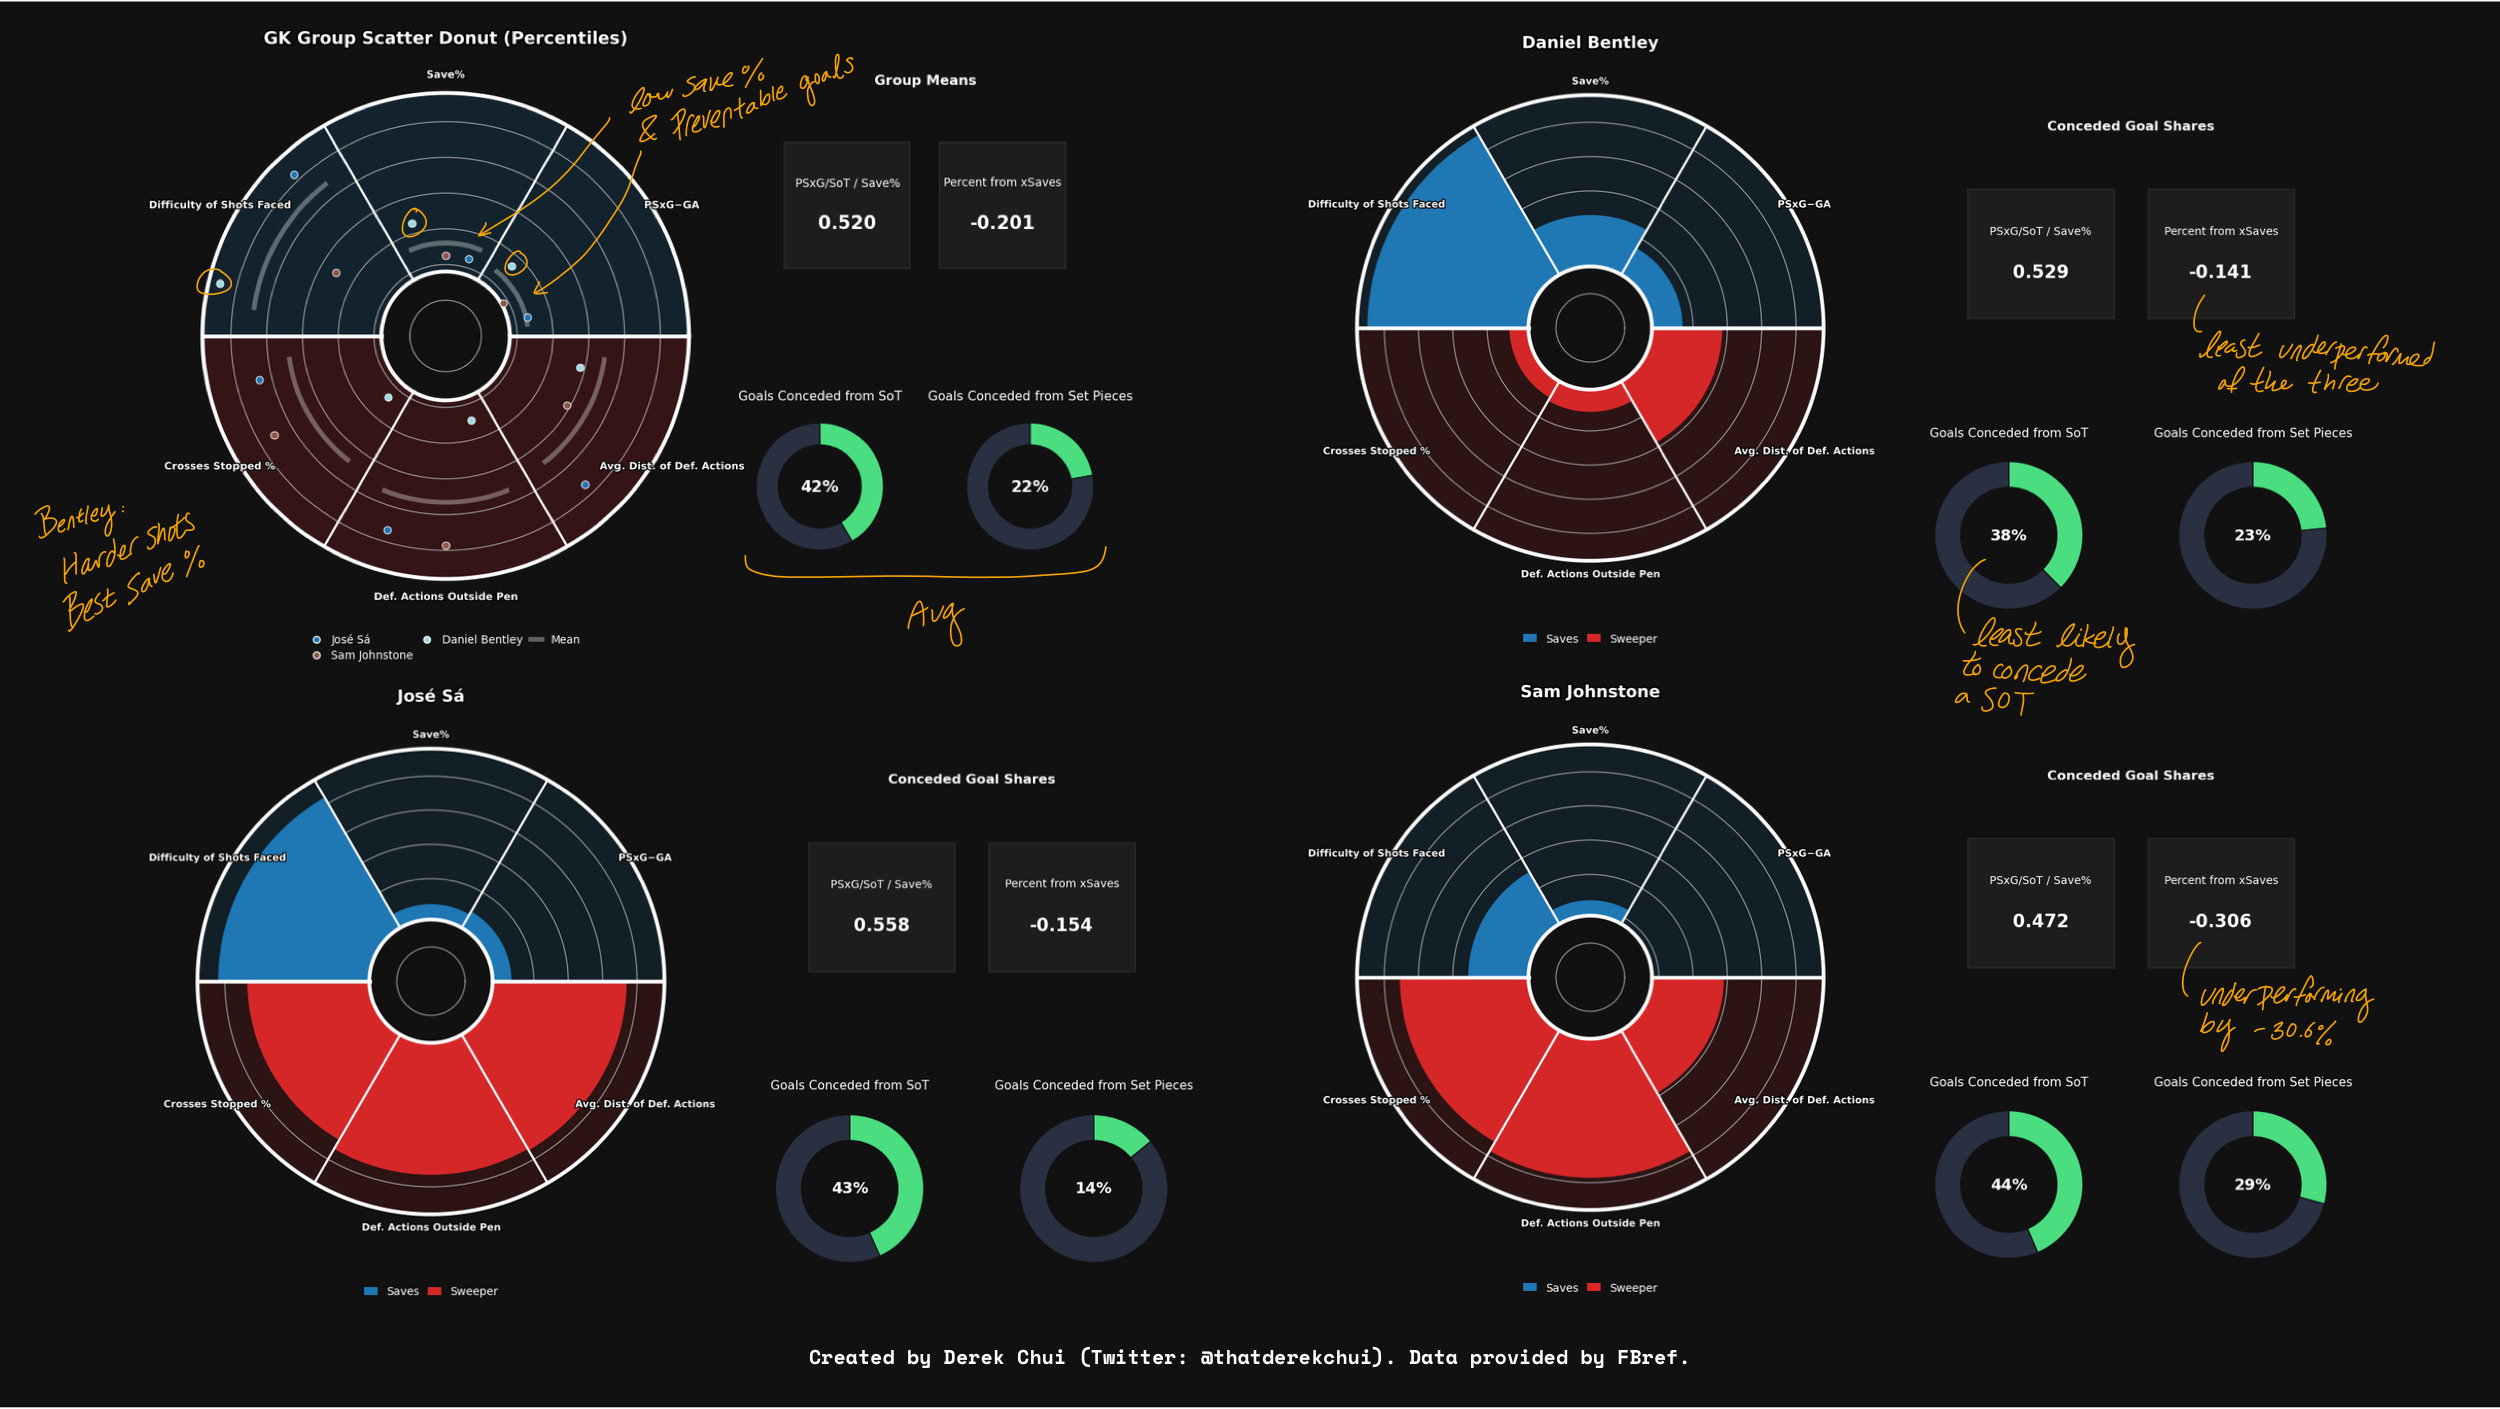 GK Group Scatter Donut (Percentiles)
Save%
Difficulty of Shots Faced
PSxG−GA
Crosses Stopped %
Avg. Dist. of Def. Actions
Def. Actions Outside Pen
José Sá
Daniel Bentley
Mean
Sam Johnstone
low save %
& Preventable goals
Bentley:
Harder shots
Best Save %
Group Means
PSxG/SoT / Save%
0.520
Percent from xSaves
-0.201
Goals Conceded from SoT
42%
Goals Conceded from Set Pieces
22%
Avg
Daniel Bentley
Save%
Difficulty of Shots Faced
PSxG−GA
Crosses Stopped %
Avg. Dist. of Def. Actions
Def. Actions Outside Pen
Saves
Sweeper
Conceded Goal Shares
PSxG/SoT / Save%
0.529
Percent from xSaves
-0.141
least underperformed
of the three
Goals Conceded from SoT
38%
Goals Conceded from Set Pieces
23%
least likely
to concede
a SOT
José Sá
Save%
Difficulty of Shots Faced
PSxG−GA
Crosses Stopped %
Avg. Dist. of Def. Actions
Def. Actions Outside Pen
Saves
Sweeper
Conceded Goal Shares
PSxG/SoT / Save%
0.558
Percent from xSaves
-0.154
Goals Conceded from SoT
43%
Goals Conceded from Set Pieces
14%
Sam Johnstone
Save%
Difficulty of Shots Faced
PSxG−GA
Crosses Stopped %
Avg. Dist. of Def. Actions
Def. Actions Outside Pen
Saves
Sweeper
Conceded Goal Shares
PSxG/SoT / Save%
0.472
Percent from xSaves
-0.306
underperforming
by -30.6%
Goals Conceded from SoT
44%
Goals Conceded from Set Pieces
29%
Created by Derek Chui (Twitter: @thatderekchui). Data provided by FBref.